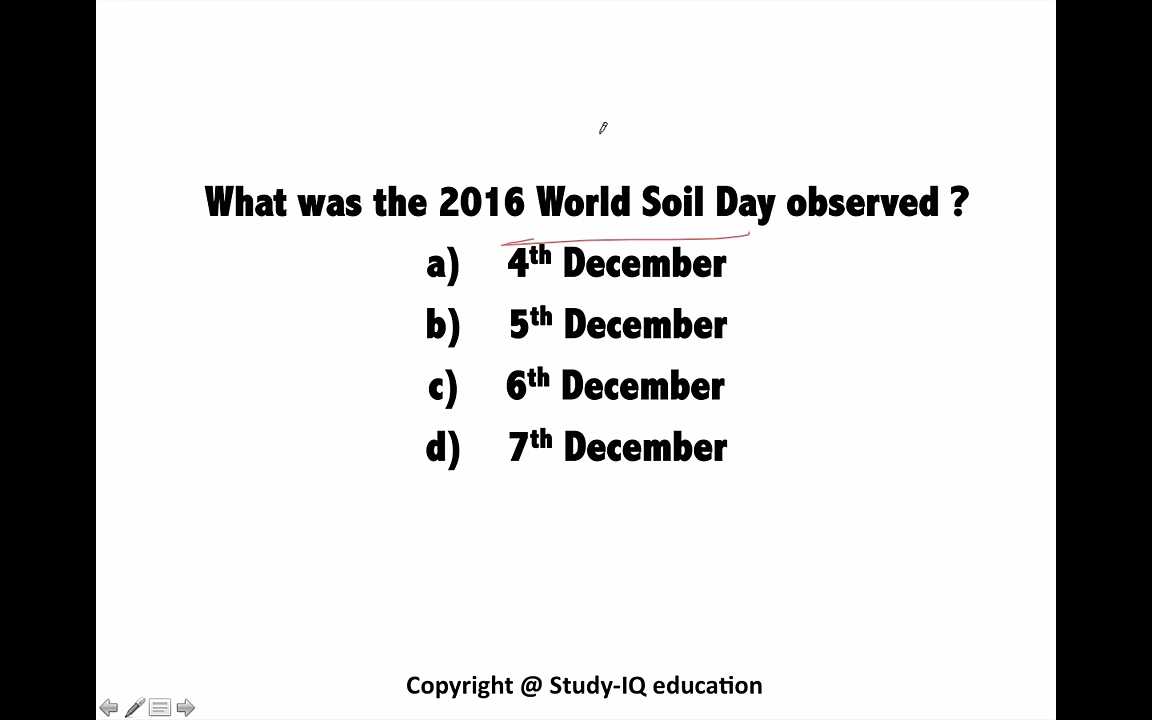 What was the 2016 World Soil Day observed ?
a) 4th December
b) 5th December
c) 6th December
d) 7th December
Copyright @ Study-IQ education